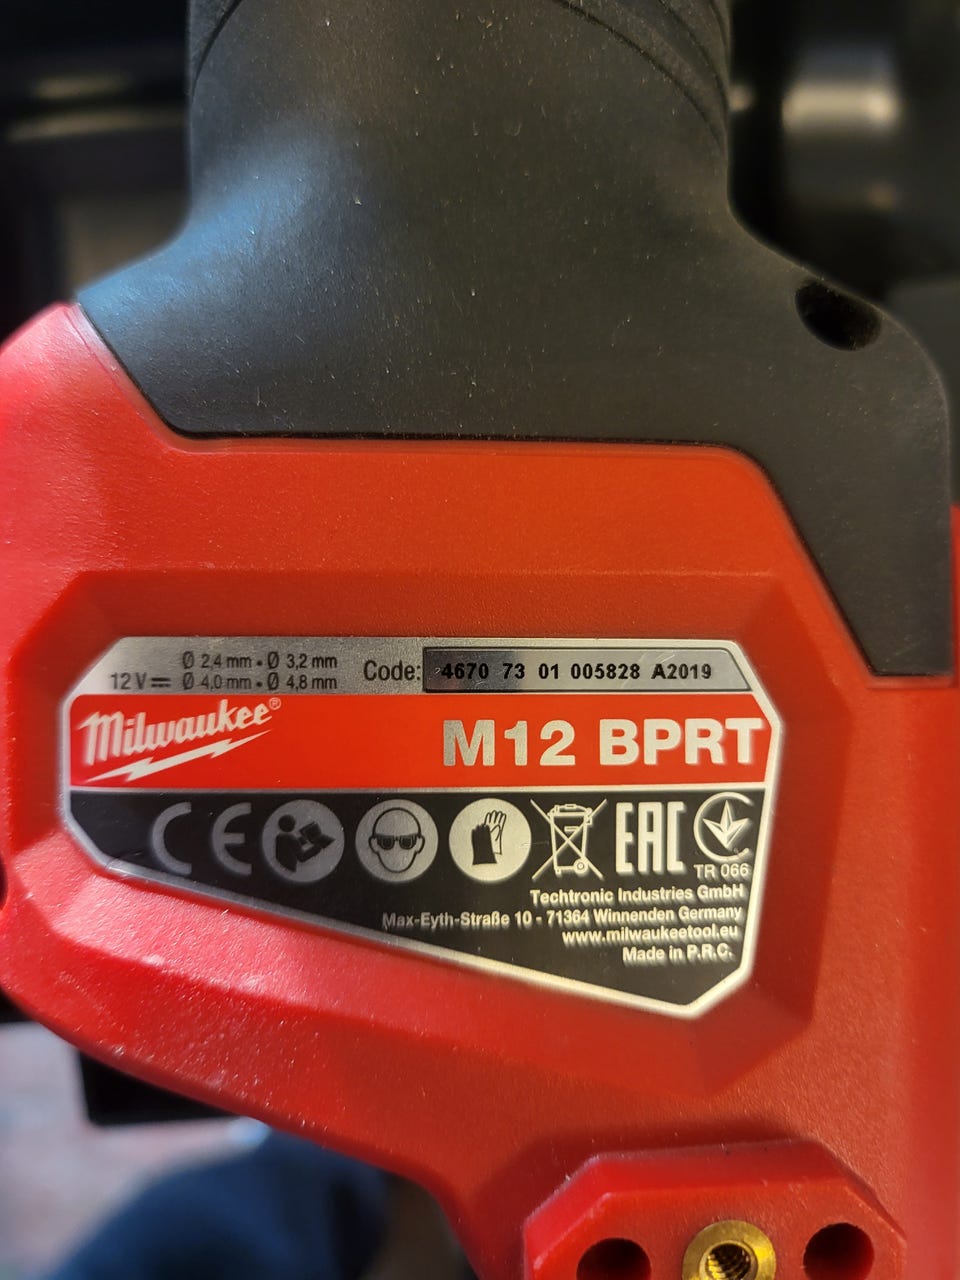 Ø 2,4 mm • Ø 3,2 mm
12 V ⎓ Ø 4,0 mm • Ø 4,8 mm
Code: 4670 73 01 005828 A2019
Milwaukee®
M12 BPRT
CE EAC
TR 066
Techtronic Industries GmbH
Max-Eyth-Straße 10 - 71364 Winnenden Germany
www.milwaukeetool.eu
Made in P.R.C.